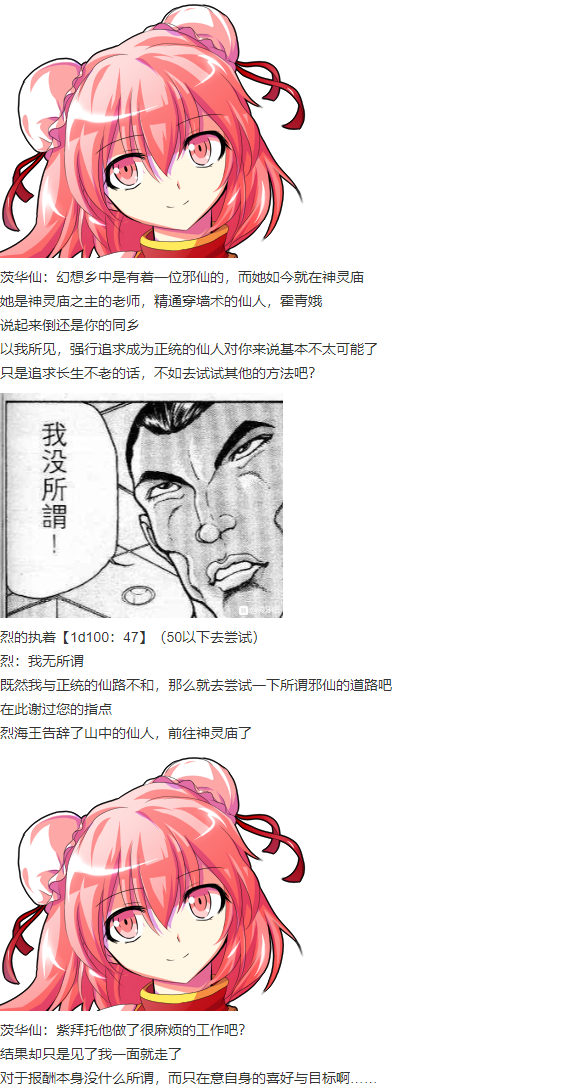 茨华仙：幻想乡中是有着一位邪仙的，而她如今就在神灵庙
她是神灵庙之主的老师，精通穿墙术的仙人，霍青娥
说起来倒还是你的同乡
以我所见，强行追求成为正统的仙人对你来说基本不太可能了
只是追求长生不老的话，不如去试试其他的方法吧？
我没所謂！
烈的执着【1d100：47】（50以下去尝试）
烈：我无所谓
既然我与正统的仙路不和，那么就去尝试一下所谓邪仙的道路吧
在此谢过您的指点
烈海王告辞了山中的仙人，前往神灵庙了
茨华仙：紫拜托他做了很麻烦的工作吧？
结果却只是见了我一面就走了
对于报酬本身没什么所谓，而只在意自身的喜好与目标啊……